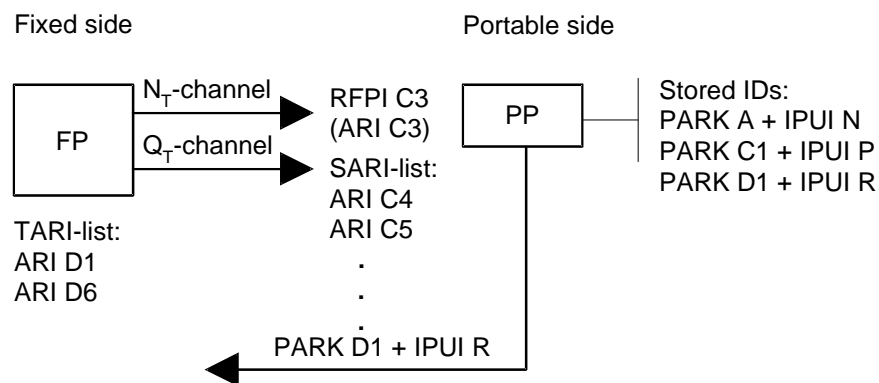 Fixed side
Portable side
N_T-channel
RFPI C3
(ARI C3)
FP
Q_T-channel
SARI-list:
ARI C4
ARI C5
.
.
.
PP
Stored IDs:
PARK A + IPUI N
PARK C1 + IPUI P
PARK D1 + IPUI R
TARI-list:
ARI D1
ARI D6
PARK D1 + IPUI R